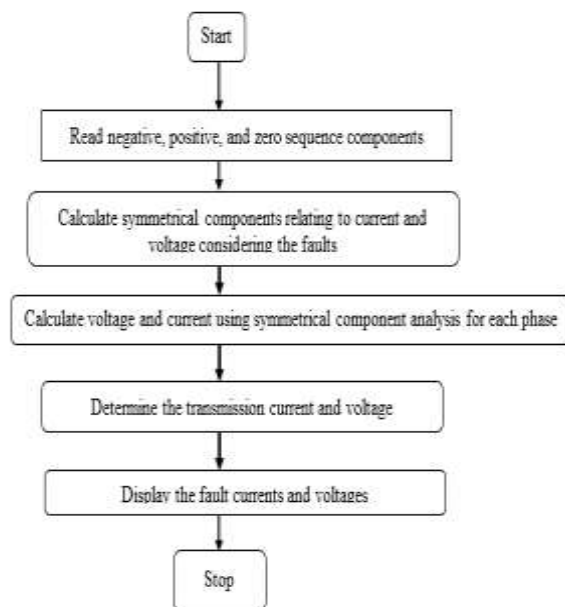 Start
Read negative, positive, and zero sequence components
Calculate symmetrical components relating to current and
voltage considering the faults
Calculate voltage and current using symmetrical component analysis for each phase
Determine the transmission current and voltage
Display the fault currents and voltages
Stop